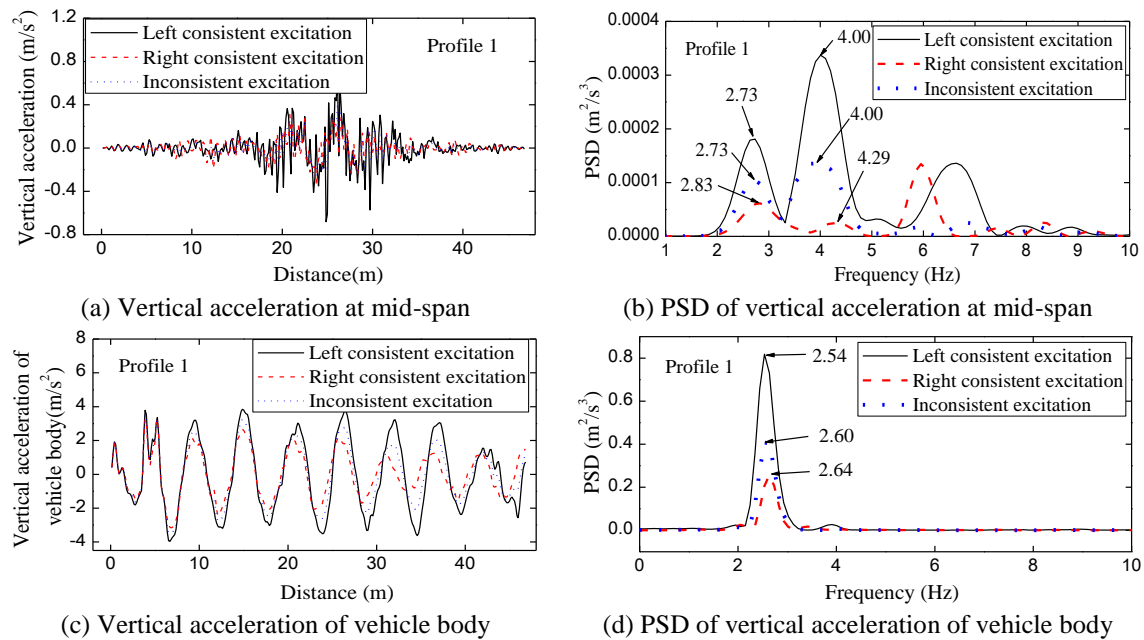 1.2
0.8
0.4
0.0
-0.4
-0.8
Vertical acceleration (m/s²)
Left consistent excitation
Right consistent excitation
Inconsistent excitation
Profile 1
0 10 20 30 40
Distance(m)
(a) Vertical acceleration at mid-span
0.0004
0.0003
0.0002
0.0001
0.0000
PSD (m²/s³)
Profile 1
4.00
Left consistent excitation
Right consistent excitation
Inconsistent excitation
2.73
4.00
2.73
4.29
2.83
1 2 3 4 5 6 7 8 9 10
Frequency (Hz)
(b) PSD of vertical acceleration at mid-span
8
6
4
2
0
-2
-4
Vertical acceleration of
vehicle body(m/s²)
Profile 1
Left consistent excitation
Right consistent excitation
Inconsistent excitation
0 10 20 30 40
Distance (m)
(c) Vertical acceleration of vehicle body
0.8
0.6
0.4
0.2
0.0
PSD (m²/s³)
Profile 1
2.54
Left consistent excitation
Right consistent excitation
Inconsistent excitation
2.60
2.64
0 2 4 6 8 10
Frequency (Hz)
(d) PSD of vertical acceleration of vehicle body